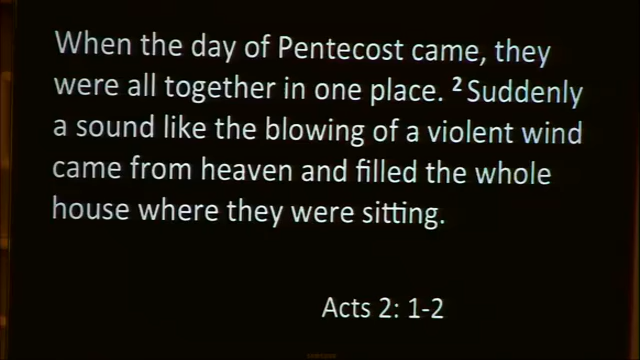 When the day of Pentecost came, they
were all together in one place. ² Suddenly
a sound like the blowing of a violent wind
came from heaven and filled the whole
house where they were sitting.
Acts 2: 1-2